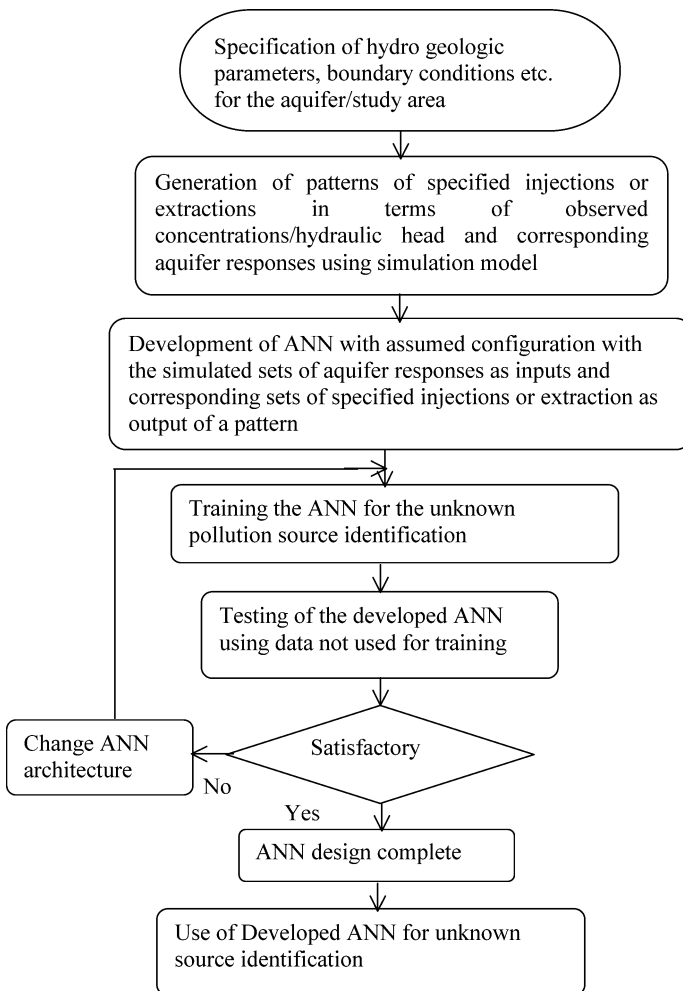 Specification of hydro geologic
parameters, boundary conditions etc.
for the aquifer/study area
Generation of patterns of specified injections or
extractions in terms of observed
concentrations/hydraulic head and corresponding
aquifer responses using simulation model
Development of ANN with assumed configuration with
the simulated sets of aquifer responses as inputs and
corresponding sets of specified injections or extraction as
output of a pattern
Training the ANN for the unknown
pollution source identification
Testing of the developed ANN
using data not used for training
Satisfactory
Change ANN
architecture
No
Yes
ANN design complete
Use of Developed ANN for unknown
source identification